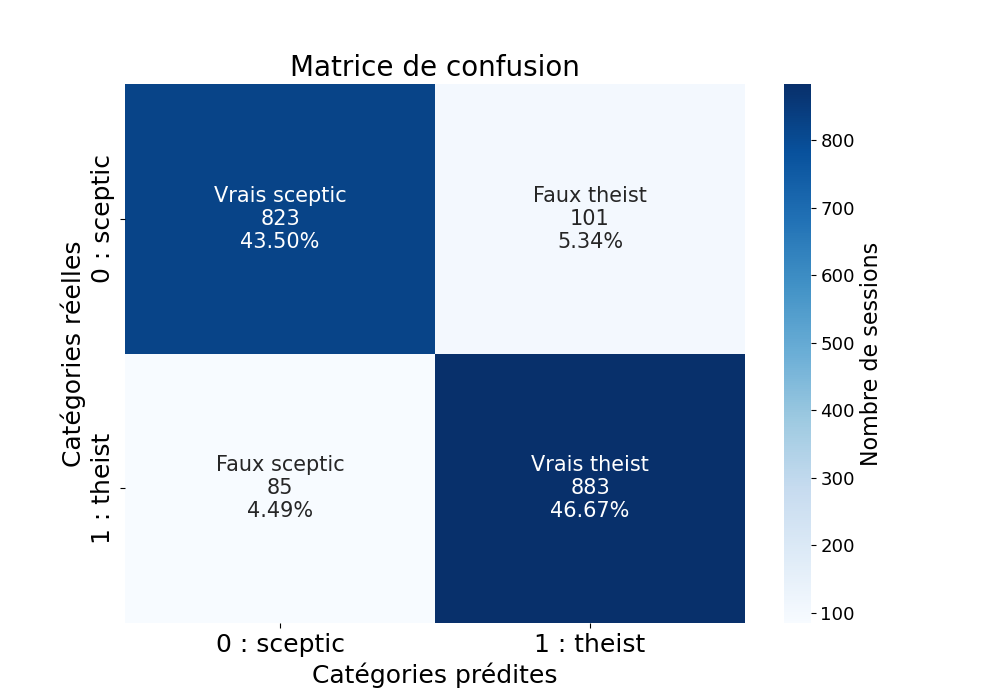 Matrice de confusion
Catégories réelles
0 : sceptic
1 : theist
Vrais sceptic
823
43.50%
Faux theist
101
5.34%
Faux sceptic
85
4.49%
Vrais theist
883
46.67%
0 : sceptic
1 : theist
Catégories prédites
800
700
600
500
400
300
200
100
Nombre de sessions